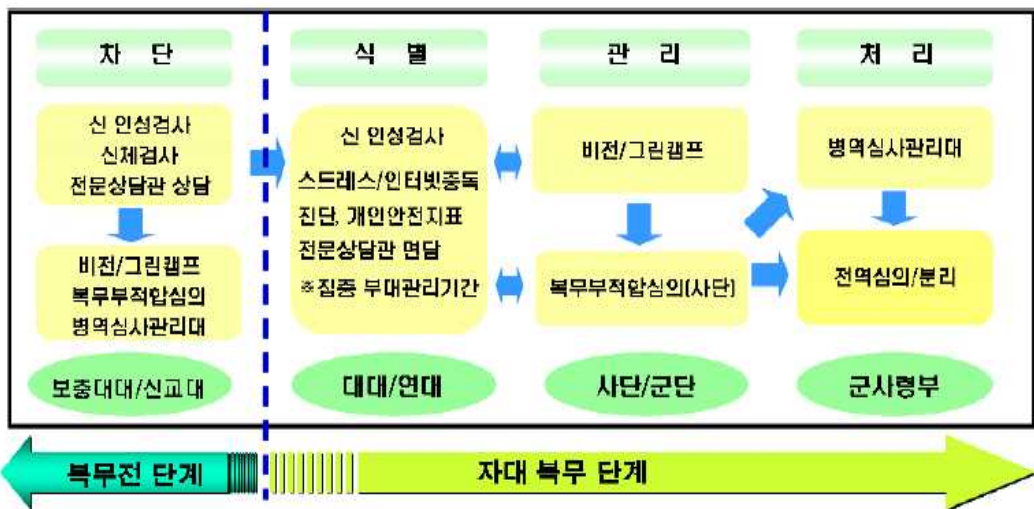 차 단
식 별
관 리
처 리
신 인성검사
신체검사
전문상담관 상담
비전/그린캠프
복무부적합심의
병역심사관리대
신 인성검사
스드레스/인터넷중독
진단, 개인안전지표
전문상담관 면담
※집중 부대관리기간
비전/그린캠프
복무부적합심의(사단)
병역심사관리대
전역심의/분리
보충대대/신교대
대대/연대
사단/군단
군사령부
복무전 단계
자대 복무 단계